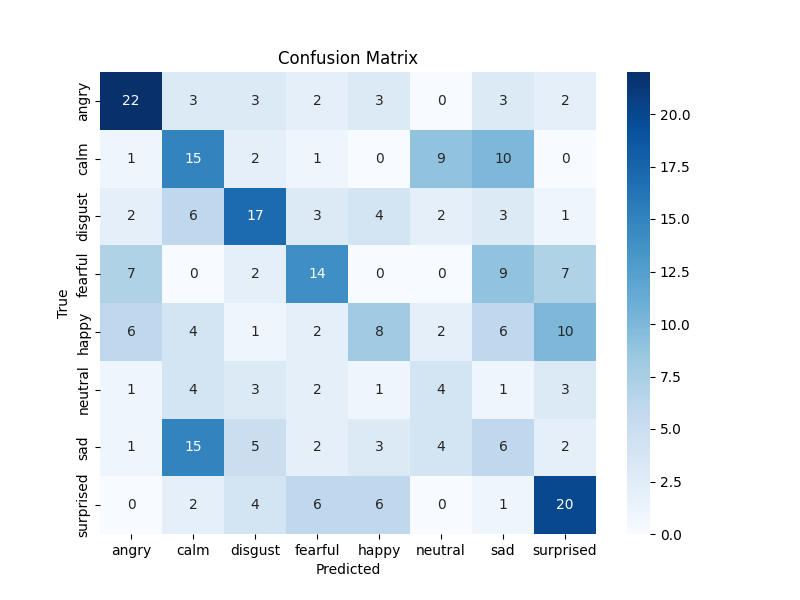 Confusion Matrix
True
angry 22 3 3 2 3 0 3 2
calm 1 15 2 1 0 9 10 0
disgust 2 6 17 3 4 2 3 1
fearful 7 0 2 14 0 0 9 7
happy 6 4 1 2 8 2 6 10
neutral 1 4 3 2 1 4 1 3
sad 1 15 5 2 3 4 6 2
surprised 0 2 4 6 6 0 1 20
angry calm disgust fearful happy neutral sad surprised
Predicted
20.0
17.5
15.0
12.5
10.0
7.5
5.0
2.5
0.0